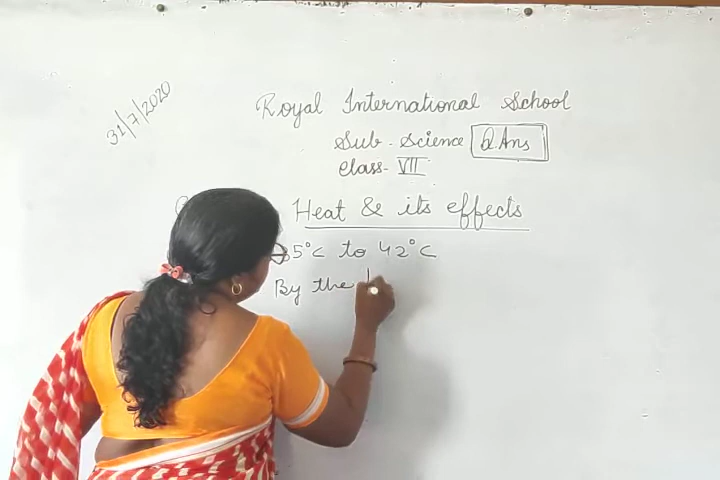 31/7/2020
Royal International School
Sub - Science Q.Ans
Class - VII
Heat & its effects
35°C to 42°C
By the